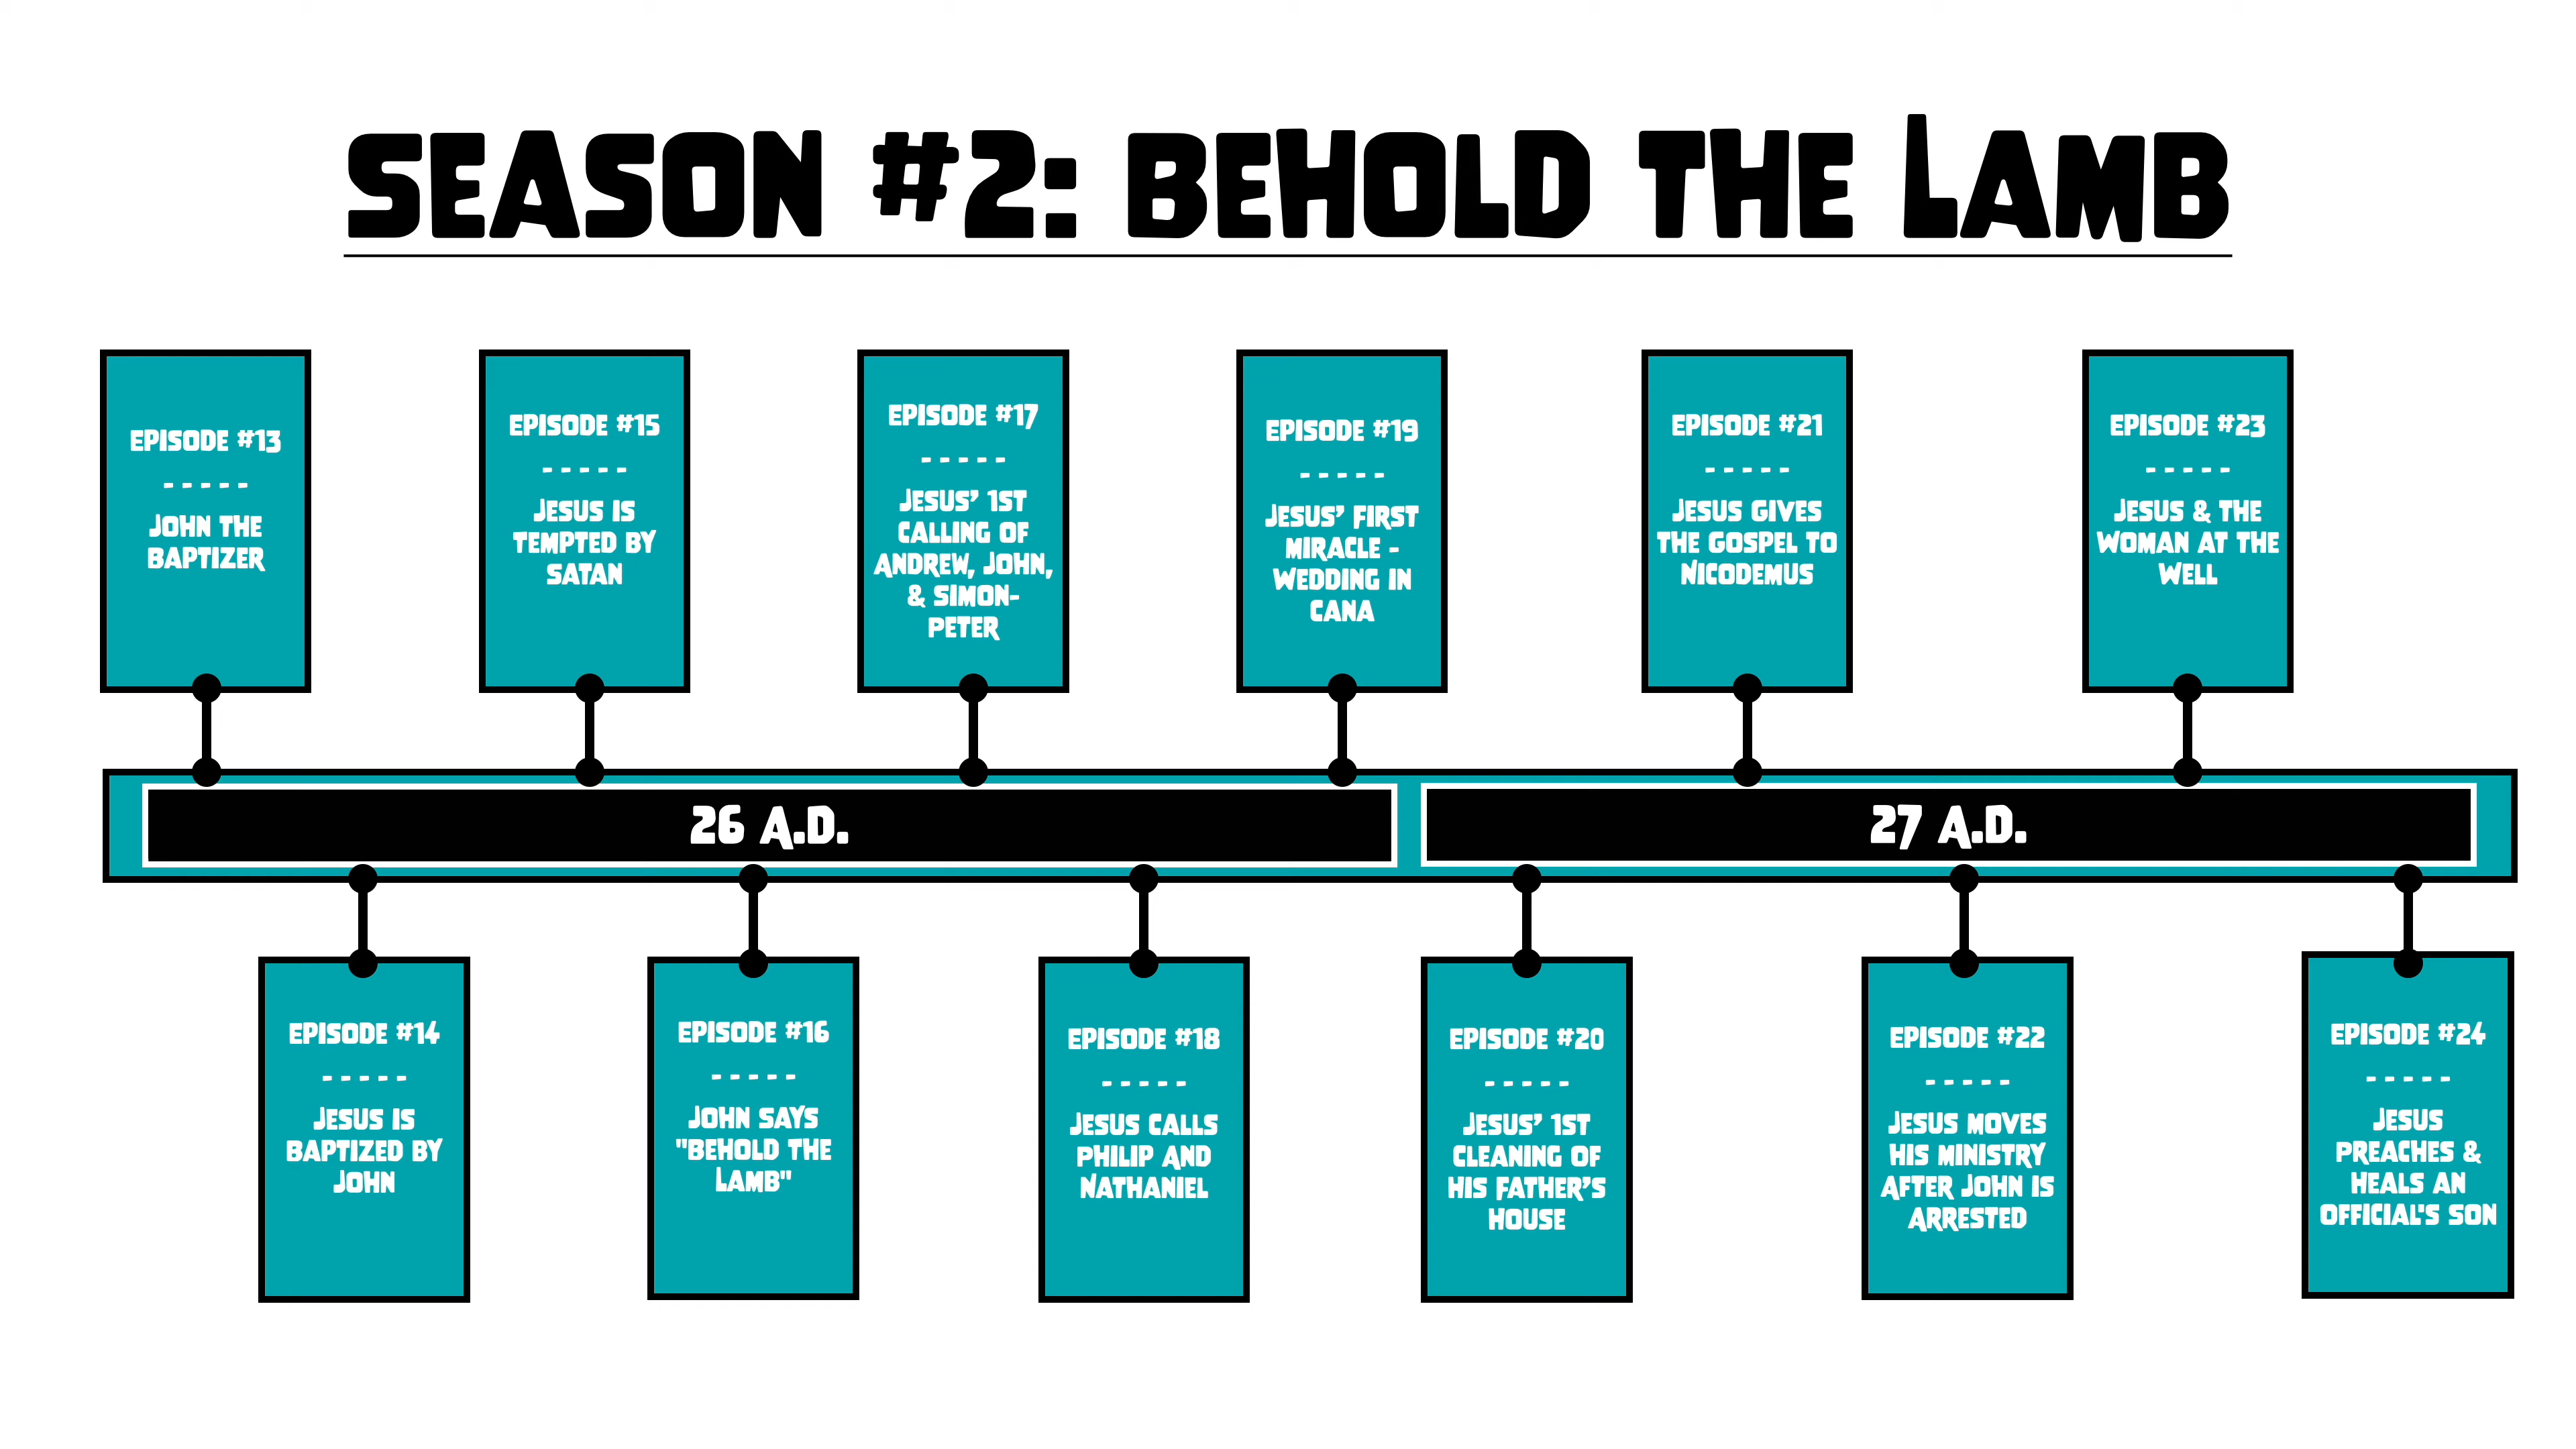 Season #2: Behold the Lamb
Episode #13
- - - - -
John the
Baptizer
Episode #15
- - - - -
Jesus is
Tempted by
Satan
Episode #17
- - - - -
Jesus' 1st
Calling of
Andrew, John,
& Simon-
Peter
Episode #19
- - - - -
Jesus' First
Miracle -
Wedding in
Cana
Episode #21
- - - - -
Jesus Gives
the Gospel to
Nicodemus
Episode #23
- - - - -
Jesus & the
Woman at the
Well
26 A.D.
27 A.D.
Episode #14
- - - - -
Jesus is
Baptized by
John
Episode #16
- - - - -
John Says
"Behold the
Lamb"
Episode #18
- - - - -
Jesus Calls
Philip and
Nathaniel
Episode #20
- - - - -
Jesus' 1st
Cleaning of
His Father's
House
Episode #22
- - - - -
Jesus Moves
His Ministry
After John is
Arrested
Episode #24
- - - - -
Jesus
Preaches &
Heals an
Official's Son